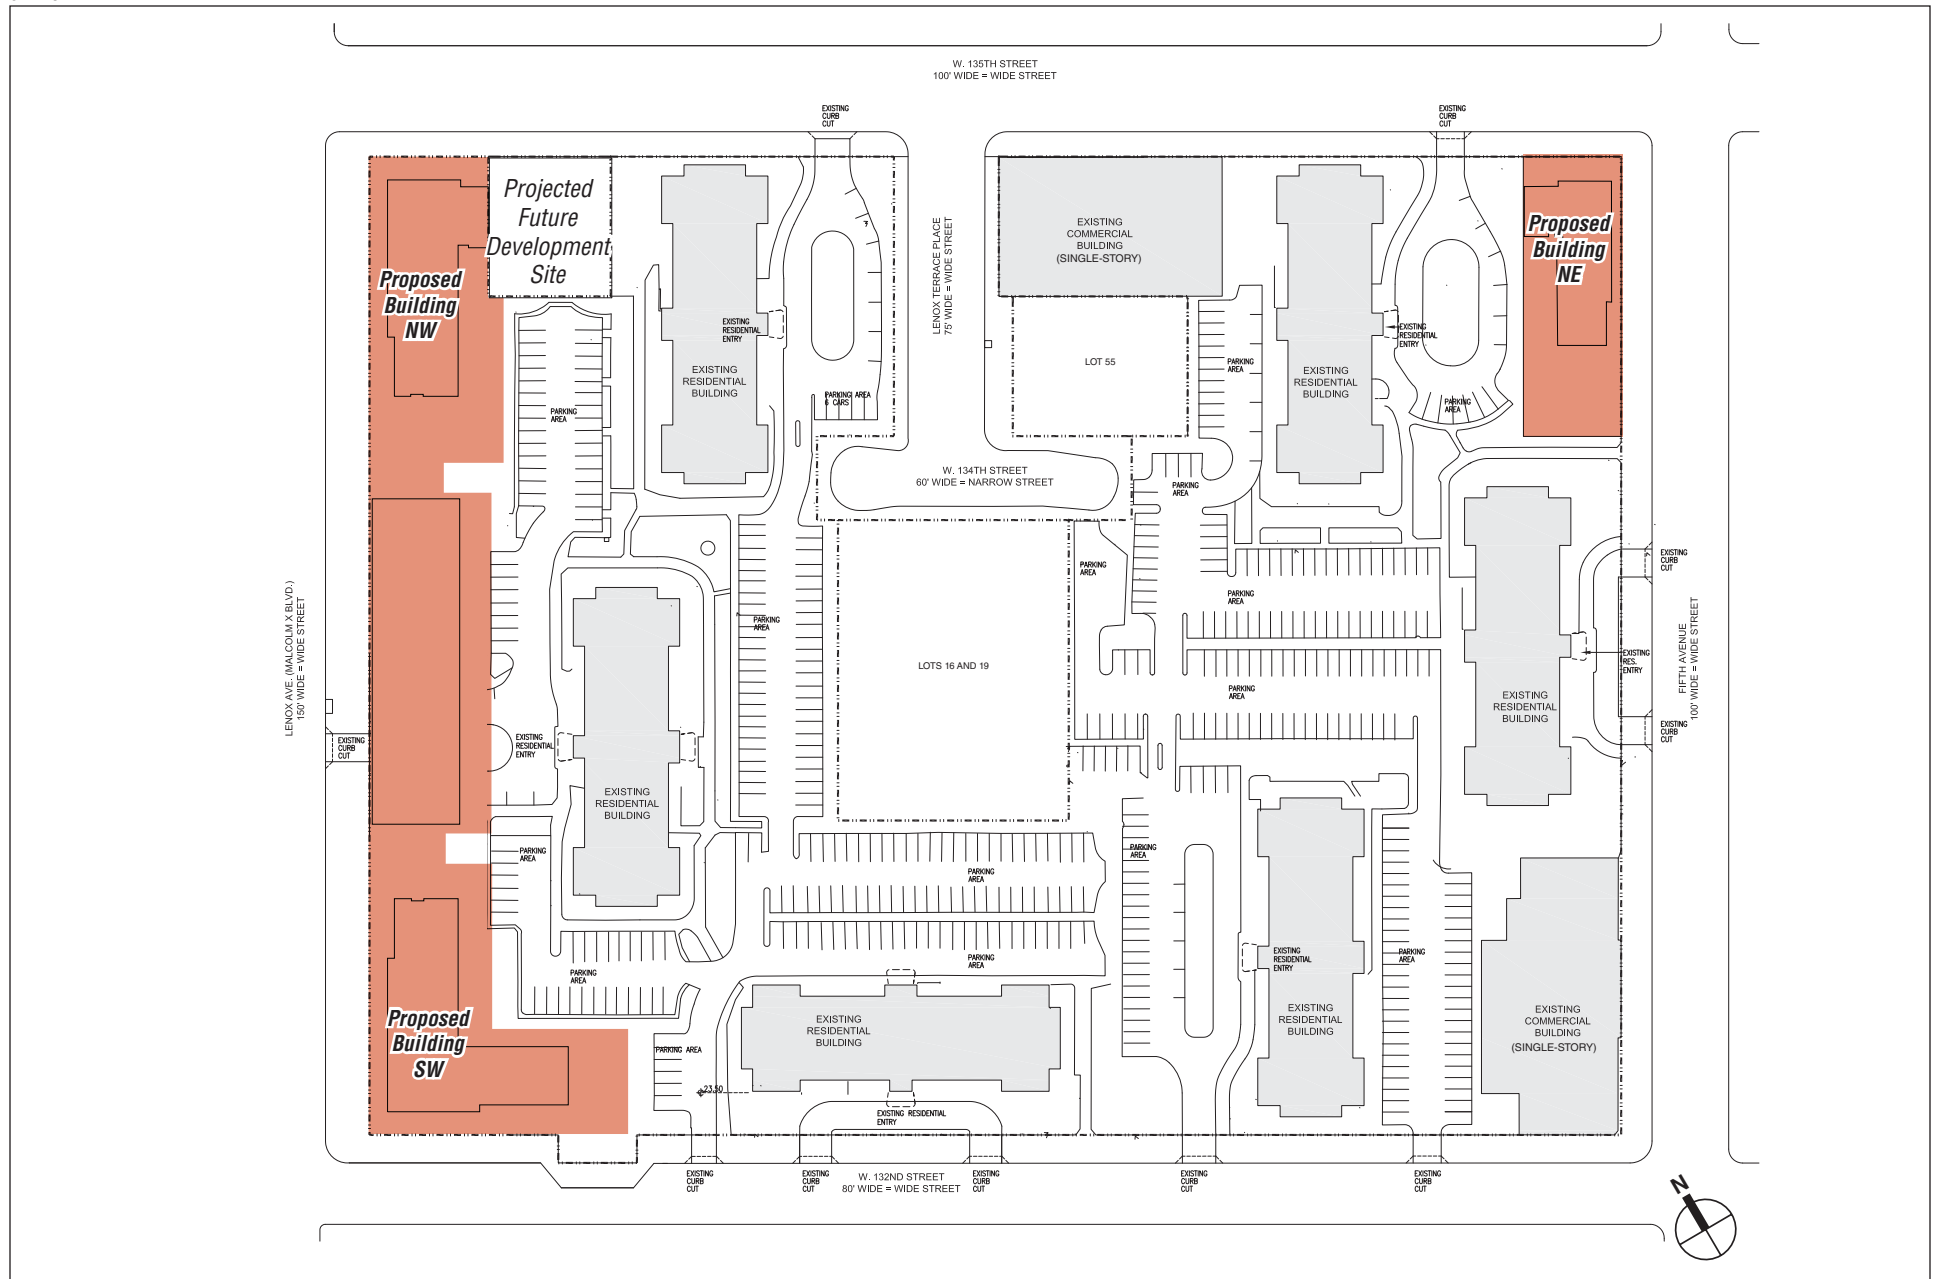 W. 135TH STREET
100' WIDE = WIDE STREET
EXISTING
CURB
CUT
EXISTING
CURB
CUT
Projected
Future
Development
Site
Proposed
Building
NW
EXISTING
RESIDENTIAL
ENTRY
EXISTING
RESIDENTIAL
BUILDING
PARKING
AREA
PARKING AREA
6 CARS
LENOX TERRACE PLACE
75' WIDE = WIDE STREET
EXISTING
COMMERCIAL
BUILDING
(SINGLE-STORY)
LOT 55
PARKING
AREA
EXISTING
RESIDENTIAL
BUILDING
EXISTING
RESIDENTIAL
ENTRY
PARKING
AREA
Proposed
Building
NE
W. 134TH STREET
60' WIDE = NARROW STREET
PARKING
AREA
PARKING
AREA
PARKING
AREA
PARKING
AREA
LOTS 16 AND 19
PARKING
AREA
LENOX AVE. (MALCOLM X BLVD.)
150' WIDE = WIDE STREET
EXISTING
CURB
CUT
EXISTING
RESIDENTIAL
ENTRY
EXISTING
RESIDENTIAL
BUILDING
EXISTING
RESIDENTIAL
BUILDING
EXISTING
CURB
CUT
EXISTING
RES.
ENTRY
FIFTH AVENUE
100' WIDE = WIDE STREET
EXISTING
CURB
CUT
PARKING
AREA
PARKING
AREA
PARKING
AREA
PARKING
AREA
PARKING
AREA
PARKING
AREA
EXISTING
RESIDENTIAL
ENTRY
EXISTING
RESIDENTIAL
BUILDING
EXISTING
COMMERCIAL
BUILDING
(SINGLE-STORY)
Proposed
Building
SW
PARKING AREA
23.50
EXISTING
RESIDENTIAL
BUILDING
EXISTING RESIDENTIAL
ENTRY
EXISTING
CURB
CUT
EXISTING
CURB
CUT
W. 132ND STREET
80' WIDE = WIDE STREET
EXISTING
CURB
CUT
EXISTING
CURB
CUT
EXISTING
CURB
CUT
N